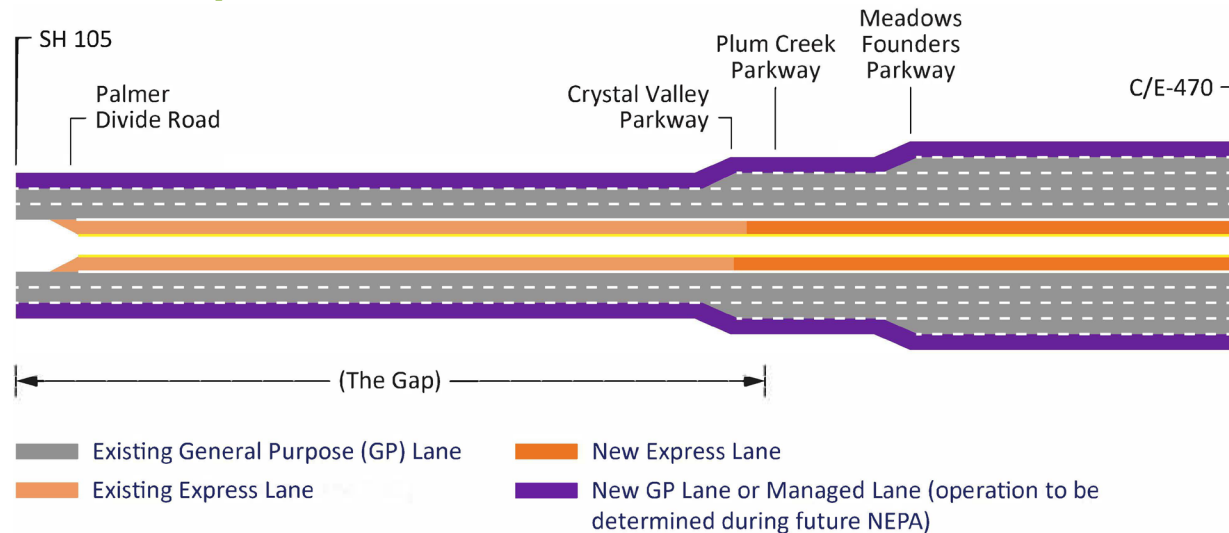 SH 105
Palmer
Divide Road
Crystal Valley
Parkway
Plum Creek
Parkway
Meadows
Founders
Parkway
C/E-470
(The Gap)
Existing General Purpose (GP) Lane
Existing Express Lane
New Express Lane
New GP Lane or Managed Lane (operation to be
determined during future NEPA)